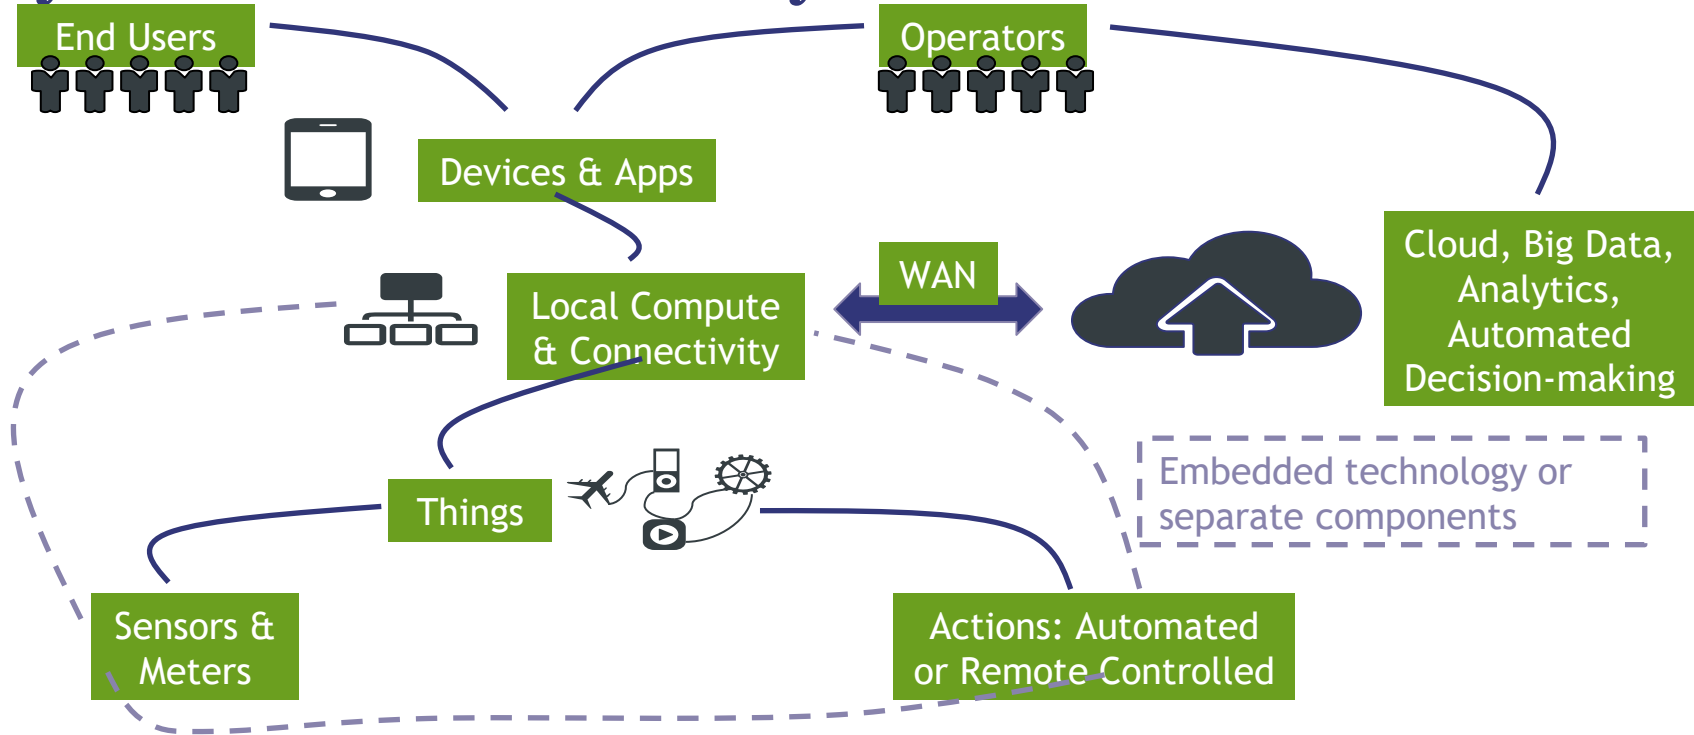 End Users
Operators
Devices & Apps
WAN
Cloud, Big Data,
Analytics,
Automated
Decision-making
Local Compute
& Connectivity
Embedded technology or
separate components
Things
Sensors &
Meters
Actions: Automated
or Remote Controlled